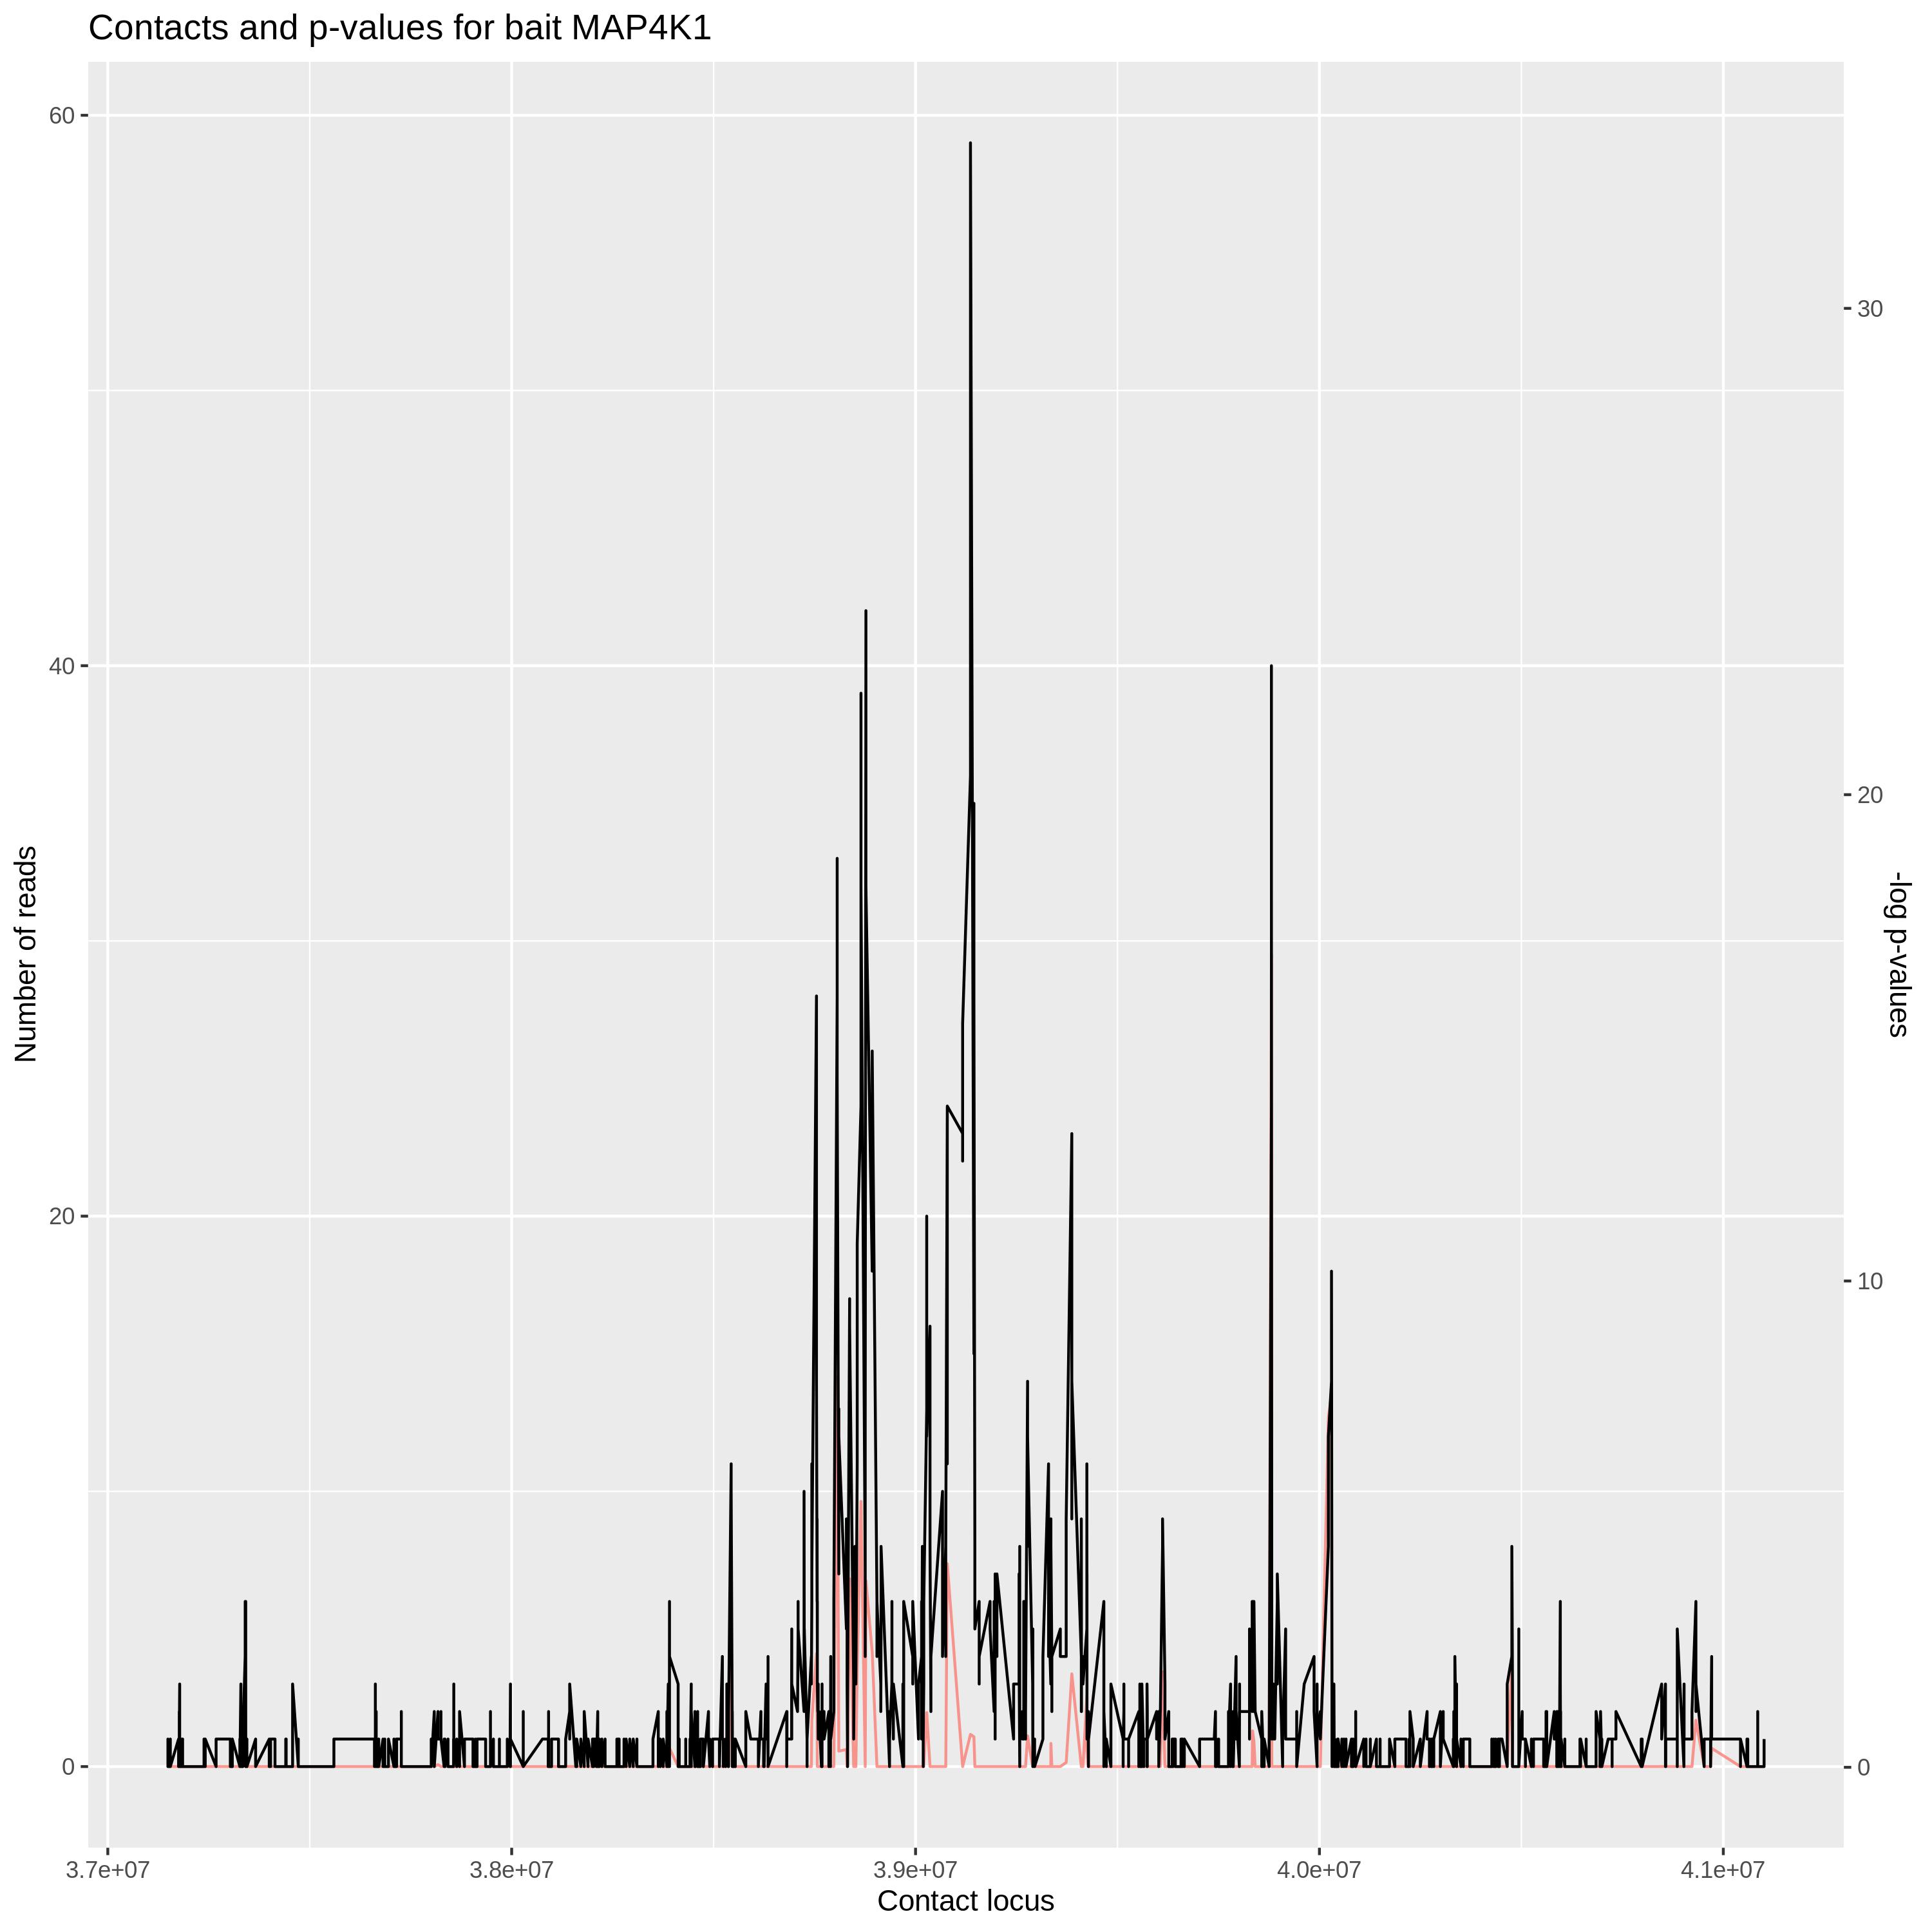 Contacts and p-values for bait MAP4K1
60
40
20
0
Number of reads
30
20
10
0
-log p-values
3.7e+07
3.8e+07
3.9e+07
4.0e+07
4.1e+07
Contact locus